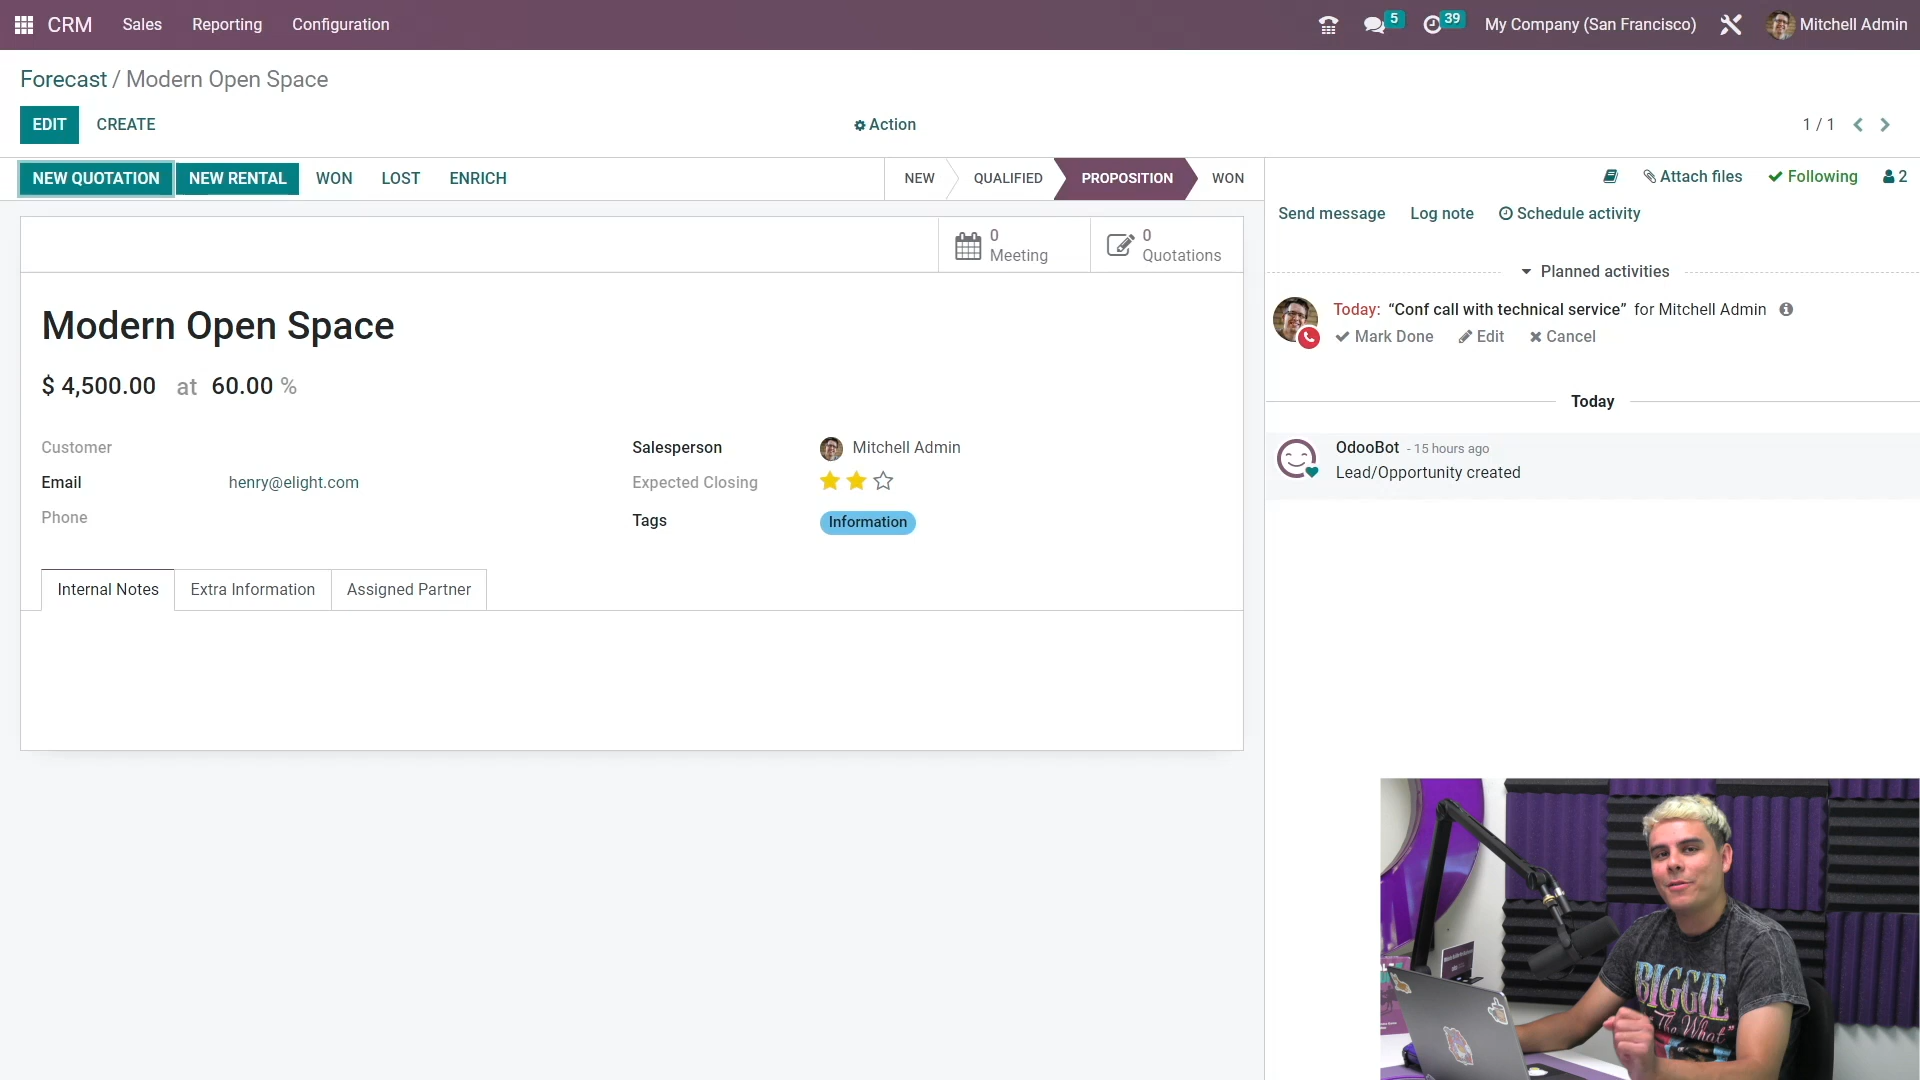 CRM Sales Reporting Configuration 5 39 My Company (San Francisco) Mitchell Admin
Forecast / Modern Open Space
EDIT CREATE Action 1 / 1
NEW QUOTATION NEW RENTAL WON LOST ENRICH NEW QUALIFIED PROPOSITION WON
Attach files Following 2
Send message Log note Schedule activity
0
Meeting
0
Quotations
Modern Open Space
$ 4,500.00 at 60.00 %
Customer
Email henry@elight.com
Phone
Salesperson Mitchell Admin
Expected Closing
Tags Information
Internal Notes Extra Information Assigned Partner
Planned activities
Today: “Conf call with technical service” for Mitchell Admin
Mark Done Edit Cancel
Today
OdooBot - 15 hours ago
Lead/Opportunity created
BIGGIE
"The What"